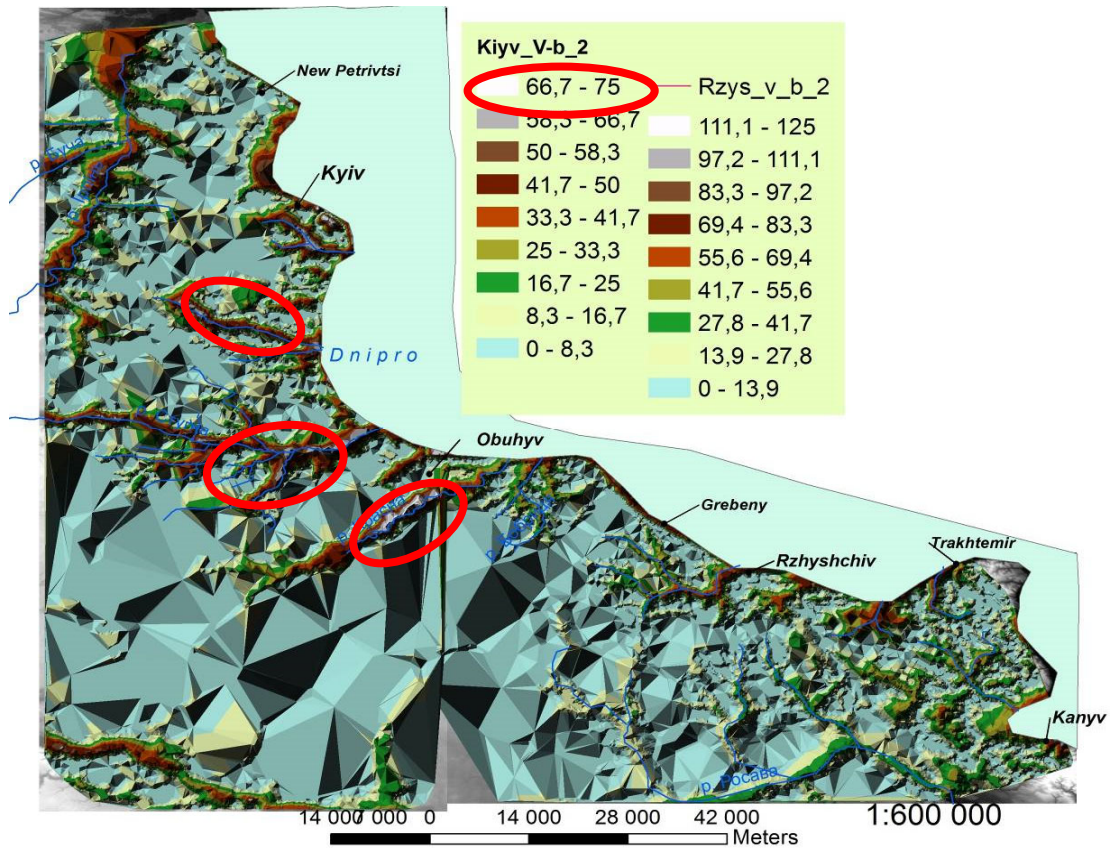 Kiyv_V-b_2
66,7 - 75
58,3 - 66,7
50 - 58,3
41,7 - 50
33,3 - 41,7
25 - 33,3
16,7 - 25
8,3 - 16,7
0 - 8,3
Rzys_v_b_2
111,1 - 125
97,2 - 111,1
83,3 - 97,2
69,4 - 83,3
55,6 - 69,4
41,7 - 55,6
27,8 - 41,7
13,9 - 27,8
0 - 13,9
New Petrivtsi
Kyiv
Dnipro
Obuhyv
Grebeny
Trakhtemir
Rzhyshchiv
Kanyv
р. Росава
14 000 7 000 0 14 000 28 000 42 000
Meters
1:600 000